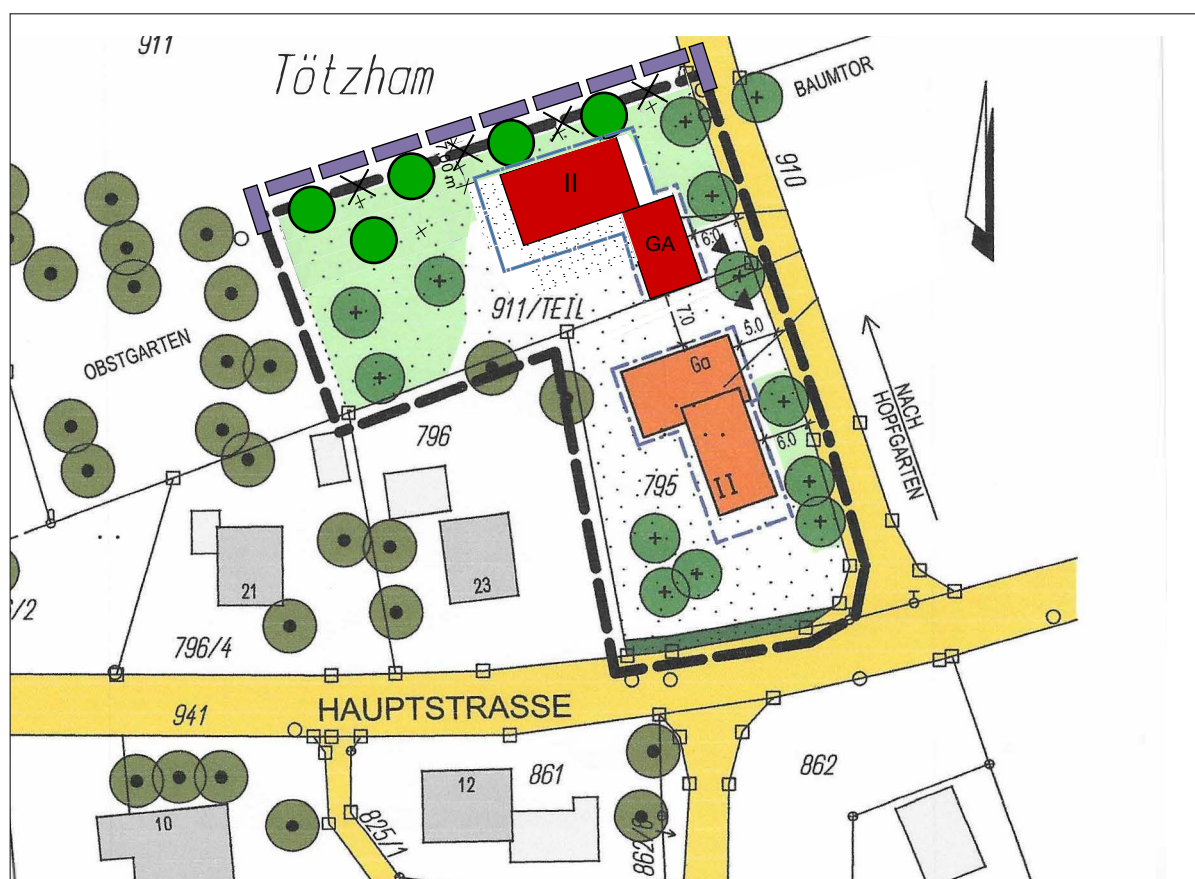 911
Tötzham
BAUMTOR
910
II
GA
6.0
911/TEIL
7.0
5.0
OBSTGARTEN
Ga
NACH
HOPFGARTEN
796
6.0
795
II
21
23
796/4
HAUPTSTRASSE
941
861
862
12
10
825/1